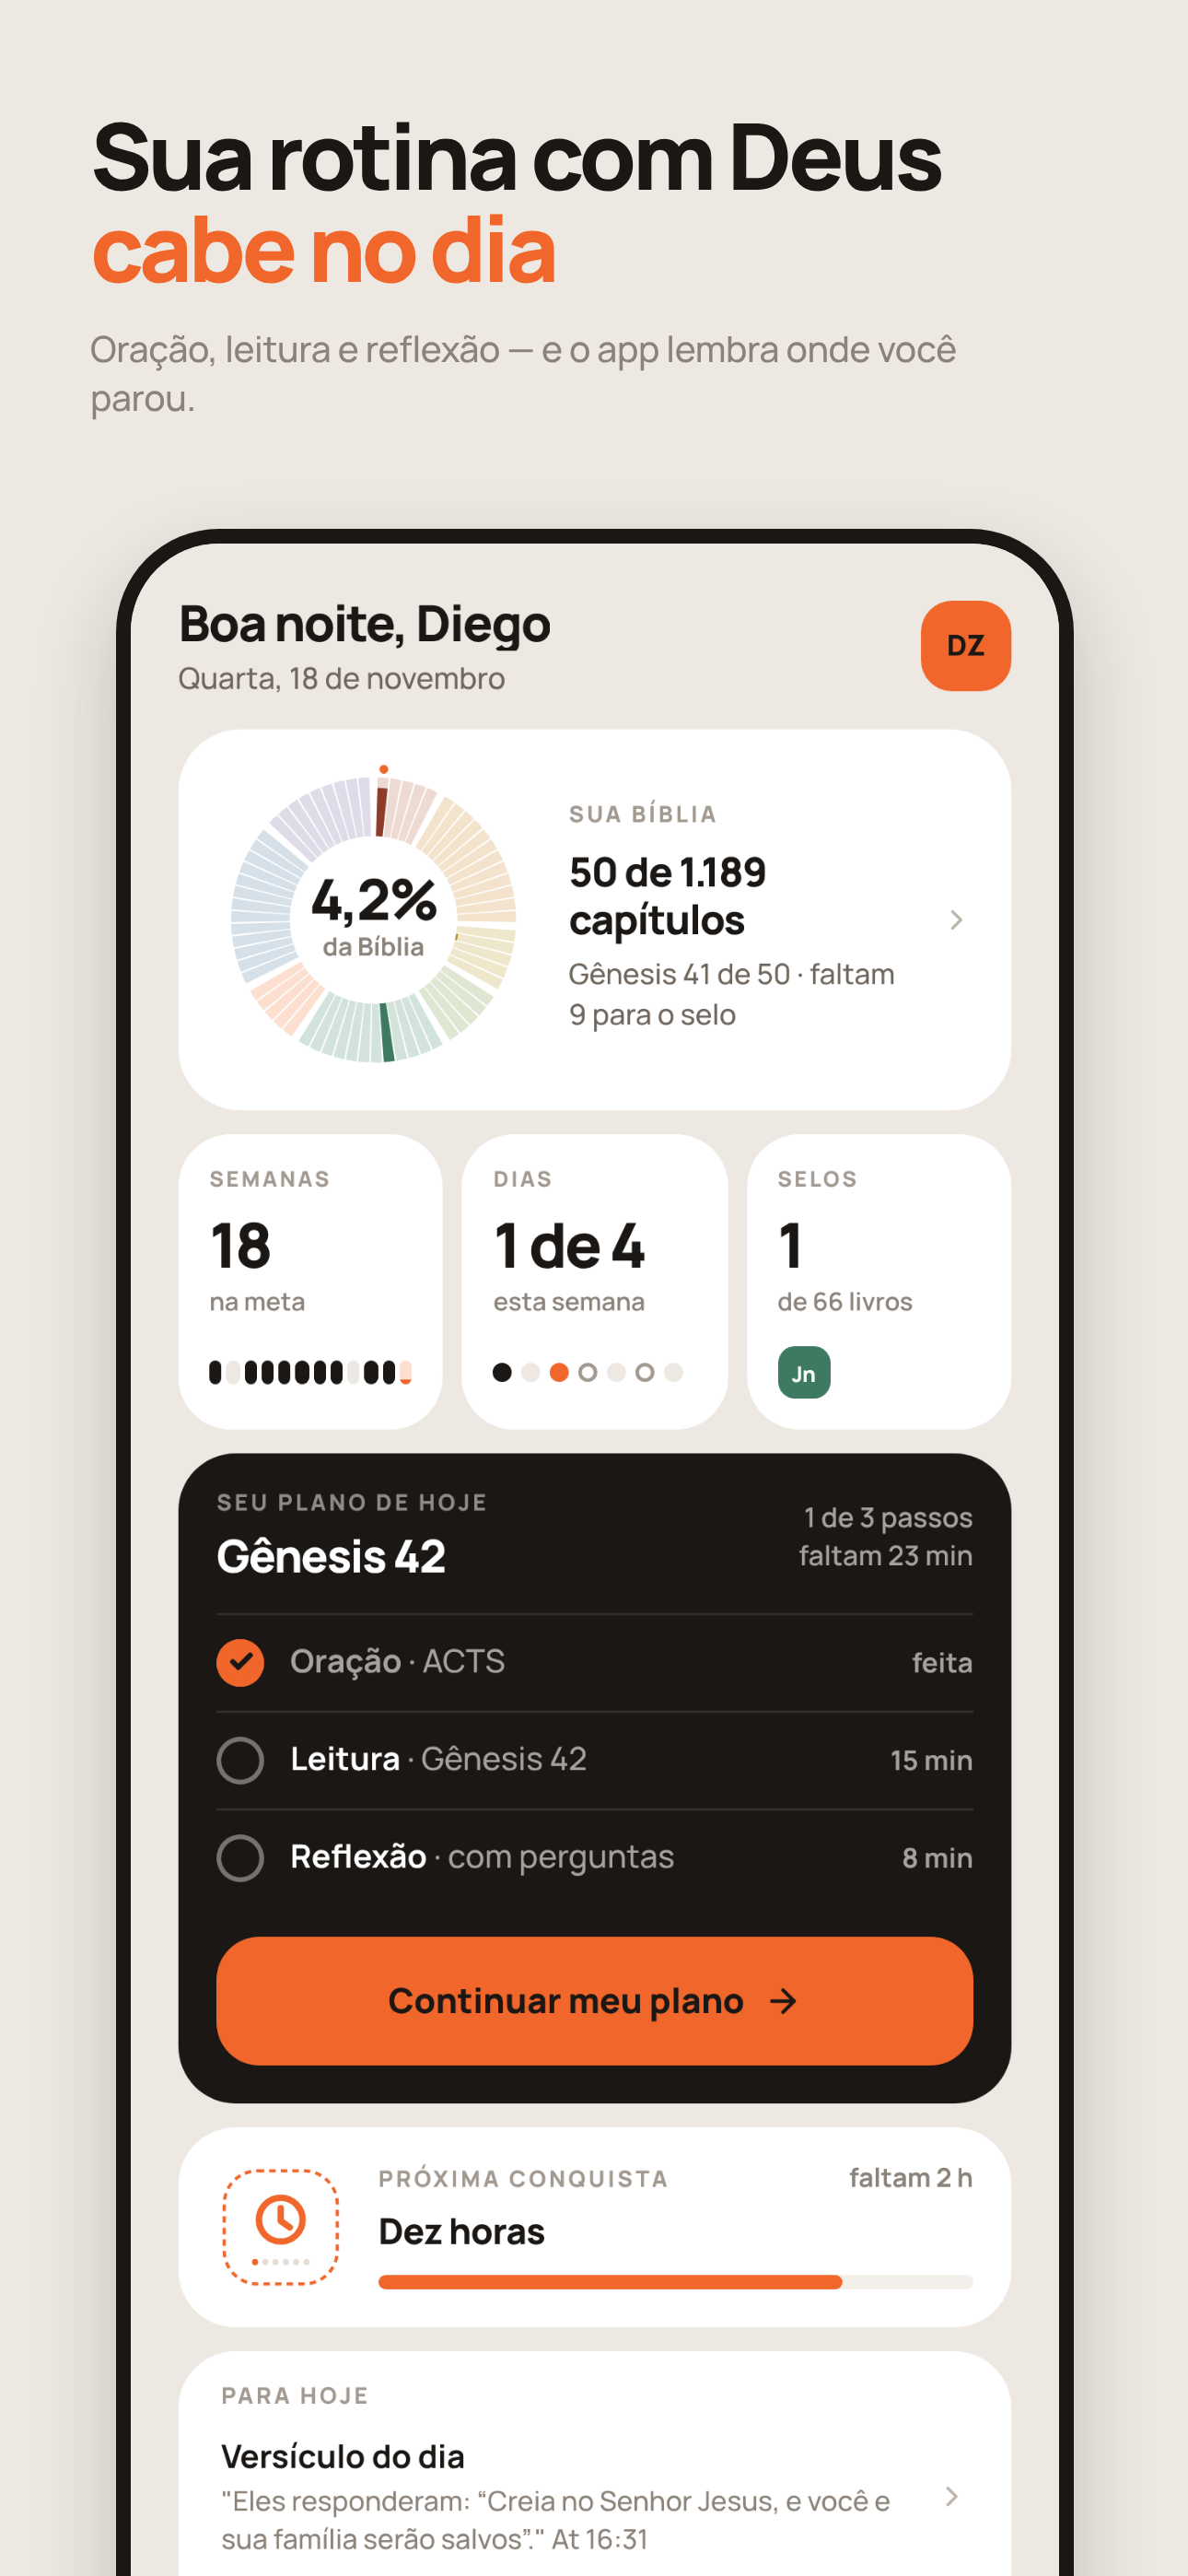 Sua rotina com Deus
cabe no dia
Oração, leitura e reflexão — e o app lembra onde você
parou.
Boa noite, Diego
Quarta, 18 de novembro
DZ
4,2%
da Bíblia
SUA BÍBLIA
50 de 1.189
capítulos
Gênesis 41 de 50 · faltam
9 para o selo
SEMANAS
18
na meta
DIAS
1 de 4
esta semana
SELOS
1
de 66 livros
Jn
SEU PLANO DE HOJE
Gênesis 42
1 de 3 passos
faltam 23 min
Oração · ACTS
feita
Leitura · Gênesis 42
15 min
Reflexão · com perguntas
8 min
Continuar meu plano →
PRÓXIMA CONQUISTA
faltam 2 h
Dez horas
PARA HOJE
Versículo do dia
"Eles responderam: “Creia no Senhor Jesus, e você e
sua família serão salvos”." At 16:31